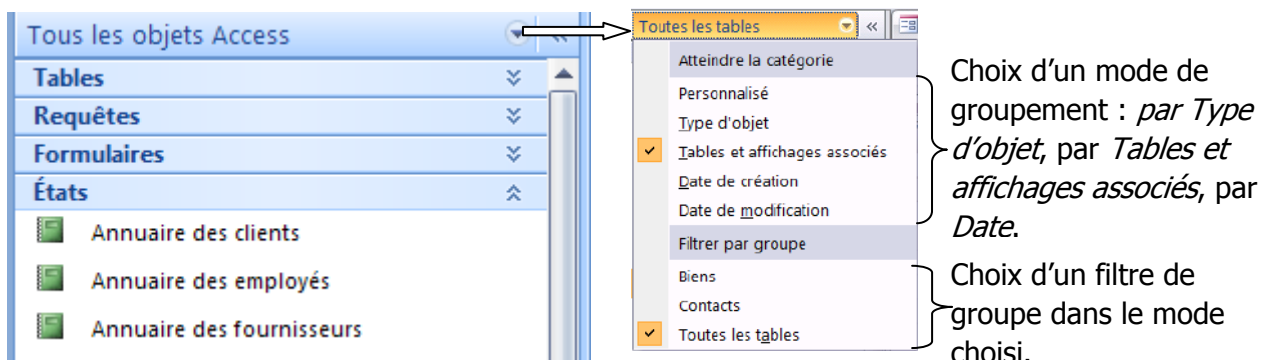 Tous les objets Access
Tables
Requêtes
Formulaires
États
Annuaire des clients
Annuaire des employés
Annuaire des fournisseurs
Toutes les tables
Atteindre la catégorie
Personnalisé
Type d'objet
Tables et affichages associés
Date de création
Date de modification
Filtrer par groupe
Biens
Contacts
Toutes les tables
Choix d’un mode de
groupement : par Type
d’objet, par Tables et
affichages associés, par
Date.
Choix d’un filtre de
groupe dans le mode
choisi.